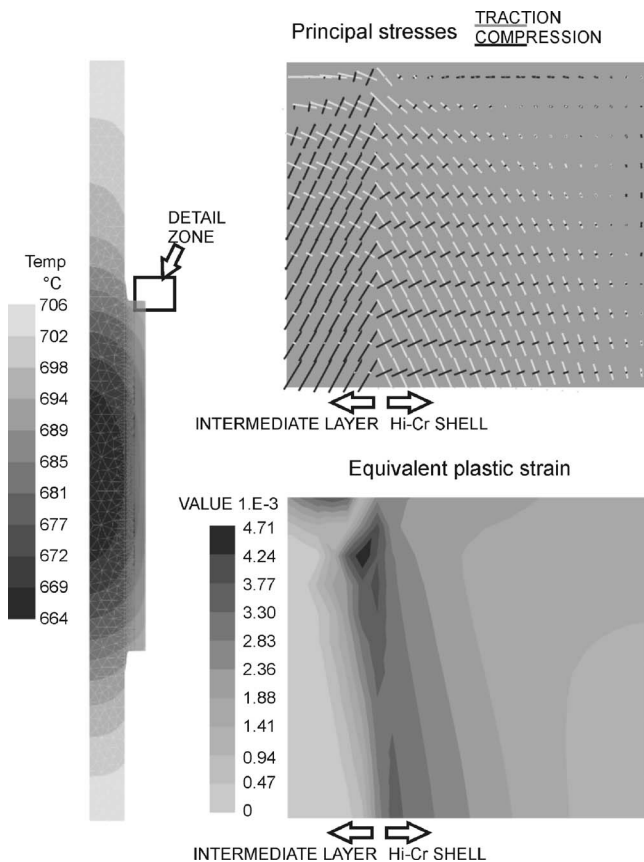 Principal stresses
TRACTION
COMPRESSION
DETAIL
ZONE
Temp
°C
706
702
698
694
689
685
681
677
672
669
664
INTERMEDIATE LAYER
Hi-Cr SHELL
Equivalent plastic strain
VALUE 1.E-3
4.71
4.24
3.77
3.30
2.83
2.36
1.88
1.41
0.94
0.47
0
INTERMEDIATE LAYER
Hi-Cr SHELL